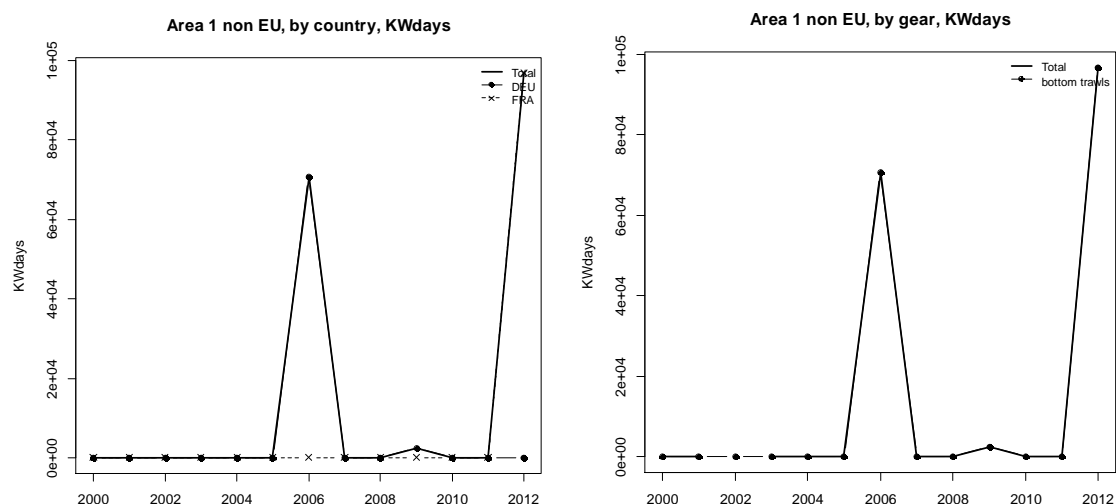 Area 1 non EU, by country, KWdays
KWdays
0e+00 2e+04 4e+04 6e+04 8e+04 1e+05
Total
DEU
FRA
2000 2002 2004 2006 2008 2010 2012
Area 1 non EU, by gear, KWdays
KWdays
0e+00 2e+04 4e+04 6e+04 8e+04 1e+05
Total
bottom trawls
2000 2002 2004 2006 2008 2010 2012